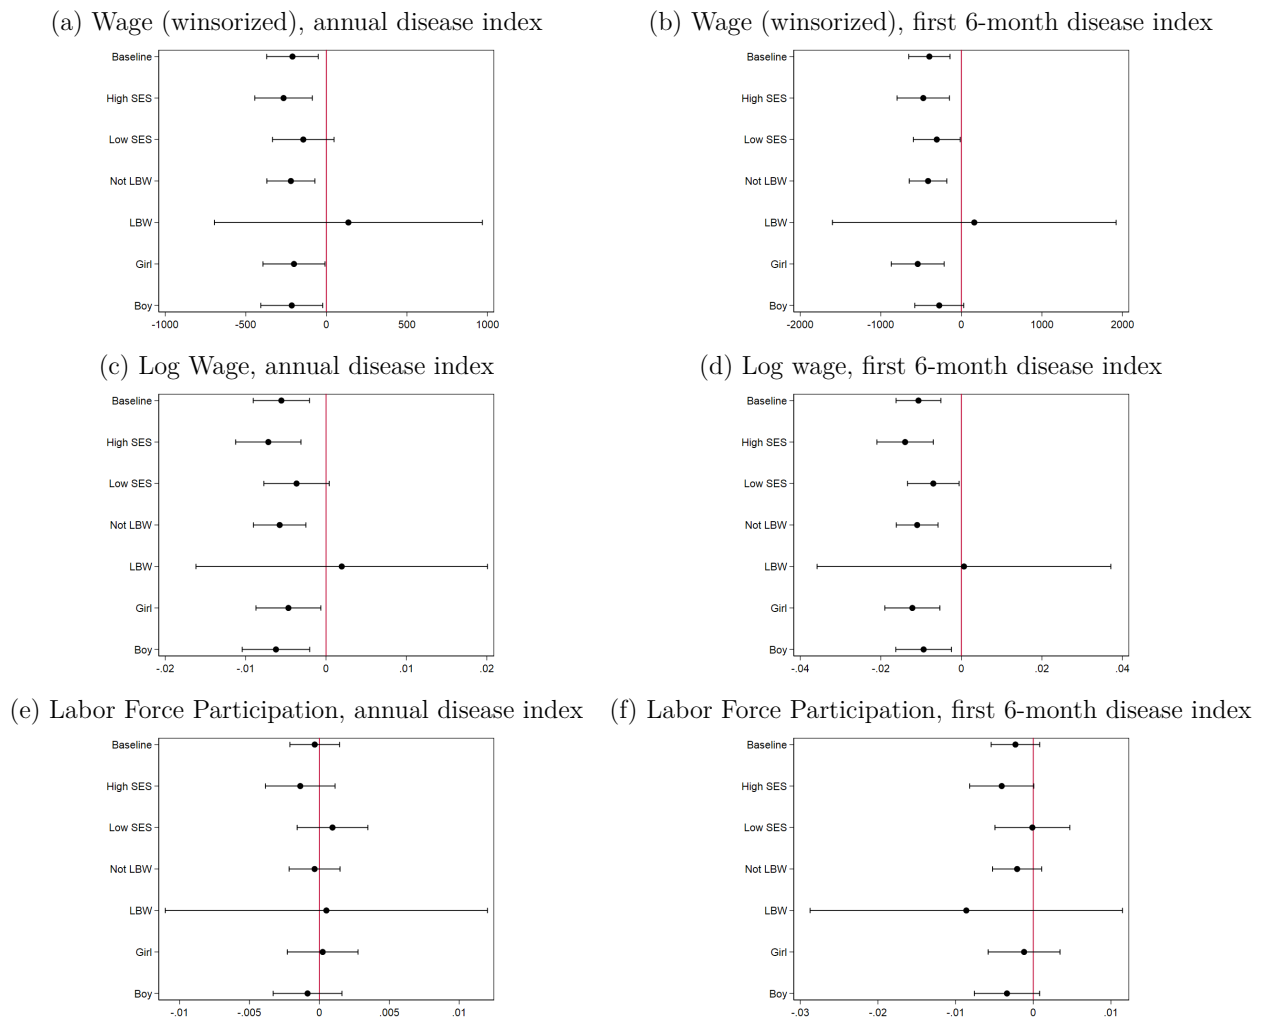 (a) Wage (winsorized), annual disease index
Baseline
High SES
Low SES
Not LBW
LBW
Girl
Boy
-1000 -500 0 500 1000
(b) Wage (winsorized), first 6-month disease index
Baseline
High SES
Low SES
Not LBW
LBW
Girl
Boy
-2000 -1000 0 1000 2000
(c) Log Wage, annual disease index
Baseline
High SES
Low SES
Not LBW
LBW
Girl
Boy
-.02 -.01 0 .01 .02
(d) Log wage, first 6-month disease index
Baseline
High SES
Low SES
Not LBW
LBW
Girl
Boy
-.04 -.02 0 .02 .04
(e) Labor Force Participation, annual disease index
Baseline
High SES
Low SES
Not LBW
LBW
Girl
Boy
-.01 -.005 0 .005 .01
(f) Labor Force Participation, first 6-month disease index
Baseline
High SES
Low SES
Not LBW
LBW
Girl
Boy
-.03 -.02 -.01 0 .01